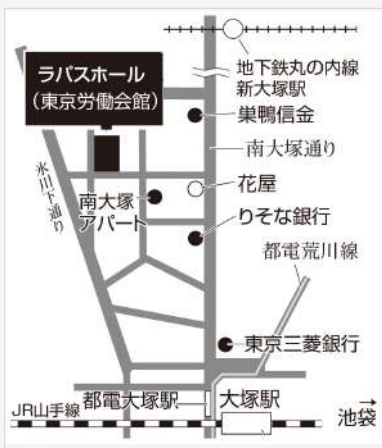 地下鉄丸の内線
新大塚駅
ラパスホール
（東京労働会館）
巣鴨信金
南大塚通り
氷川下通り
花屋
南大塚
アパート
りそな銀行
都電荒川線
東京三菱銀行
都電大塚駅
大塚駅
JR山手線
→
池袋